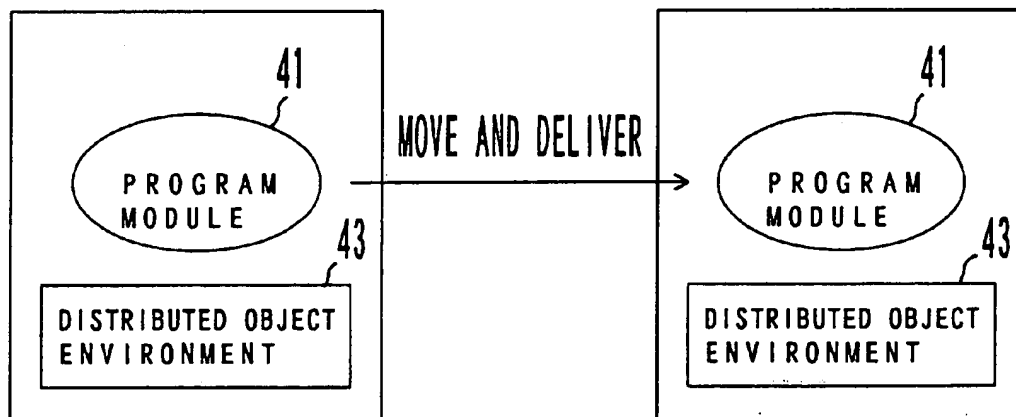 41
PROGRAM
MODULE
43
DISTRIBUTED OBJECT
ENVIRONMENT
MOVE AND DELIVER
41
PROGRAM
MODULE
43
DISTRIBUTED OBJECT
ENVIRONMENT